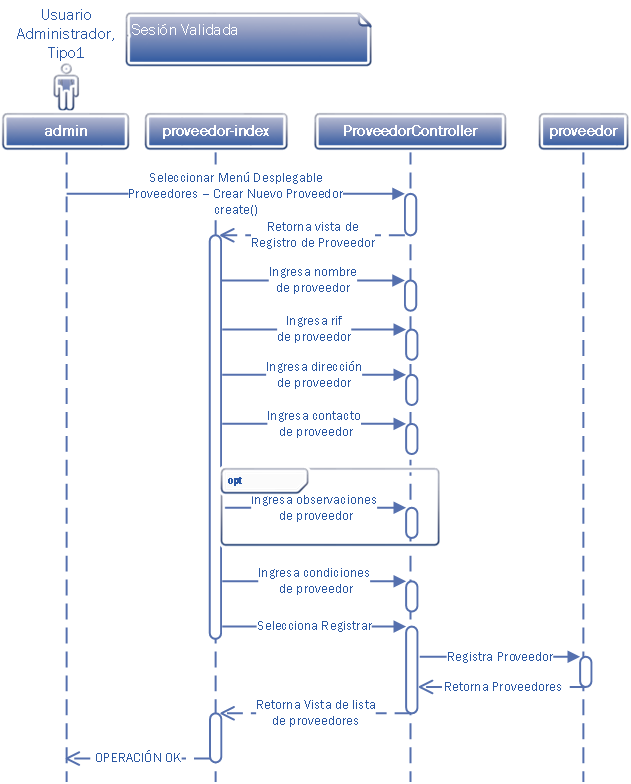 Usuario
Administrador,
Tipo1
Sesión Validada
admin
proveedor-index
ProveedorController
proveedor
Seleccionar Menú Desplegable
Proveedores – Crear Nuevo Proveedor
create()
Retorna vista de
Registro de Proveedor
Ingresa nombre
de proveedor
Ingresa rif
de proveedor
Ingresa dirección
de proveedor
Ingresa contacto
de proveedor
opt
Ingresa observaciones
de proveedor
Ingresa condiciones
de proveedor
Selecciona Registrar
Registra Proveedor
Retorna Proveedores
Retorna Vista de lista
de proveedores
OPERACIÓN OK